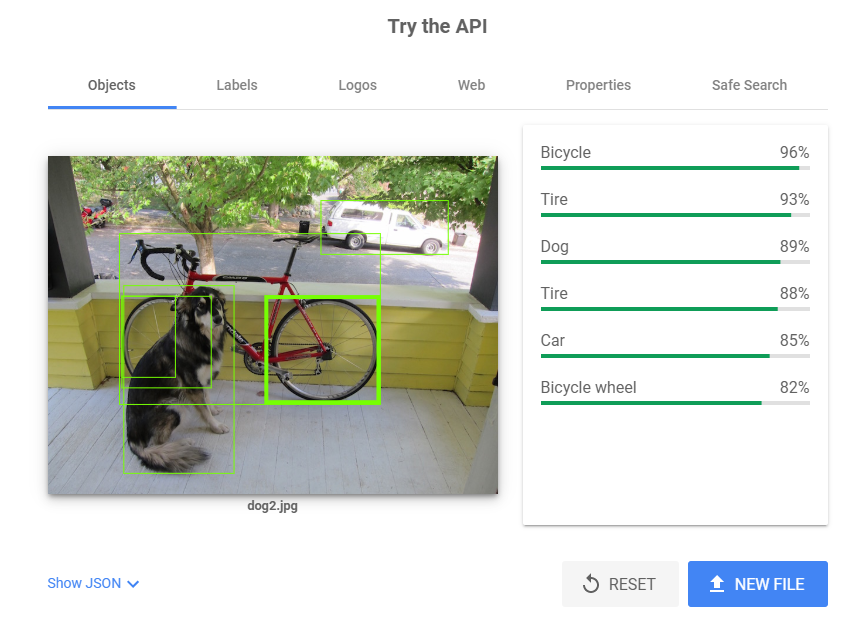 Try the API
Objects Labels Logos Web Properties Safe Search
Bicycle 96%
Tire 93%
Dog 89%
Tire 88%
Car 85%
Bicycle wheel 82%
dog2.jpg
Show JSON RESET NEW FILE